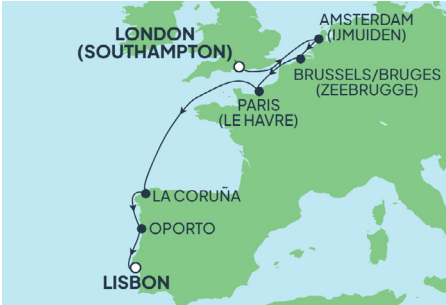 AMSTERDAM
(IJMUIDEN)
LONDON
(SOUTHAMPTON)
BRUSSELS/BRUGES
(ZEEBRUGGE)
PARIS
(LE HAVRE)
LA CORUÑA
OPORTO
LISBON